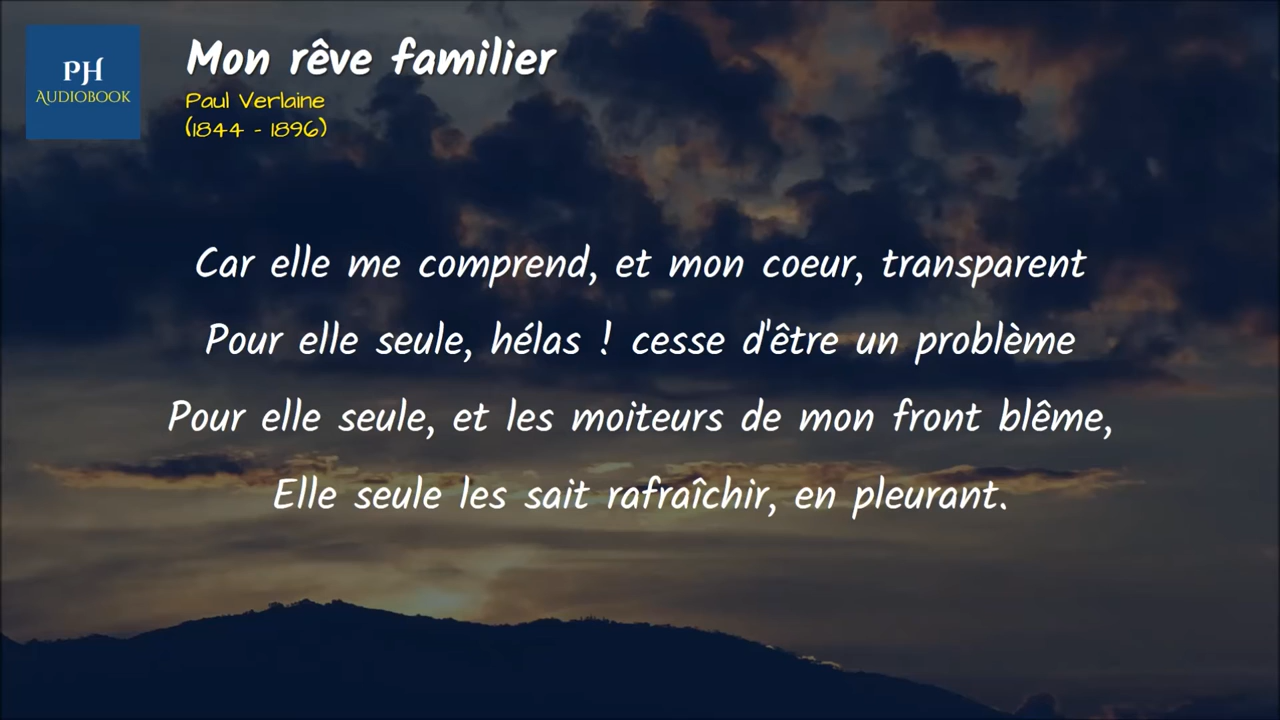 PH
AUDIOBOOK
Mon rêve familier
Paul Verlaine
(1844 - 1896)
Car elle me comprend, et mon coeur, transparent
Pour elle seule, hélas ! cesse d'être un problème
Pour elle seule, et les moiteurs de mon front blême,
Elle seule les sait rafraîchir, en pleurant.